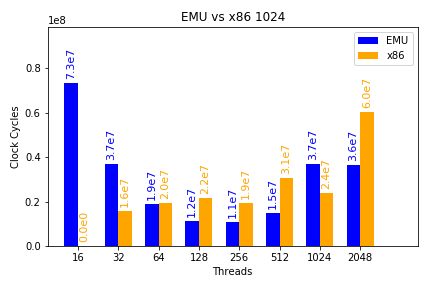 EMU vs x86 1024
1e8
EMU
x86
Clock Cycles
0.8
0.6
0.4
0.2
0.0
7.3e7
0.0e0
3.7e7
1.6e7
1.9e7
2.0e7
1.2e7
2.2e7
1.1e7
1.9e7
1.5e7
3.1e7
3.7e7
2.4e7
3.6e7
6.0e7
16 32 64 128 256 512 1024 2048
Threads